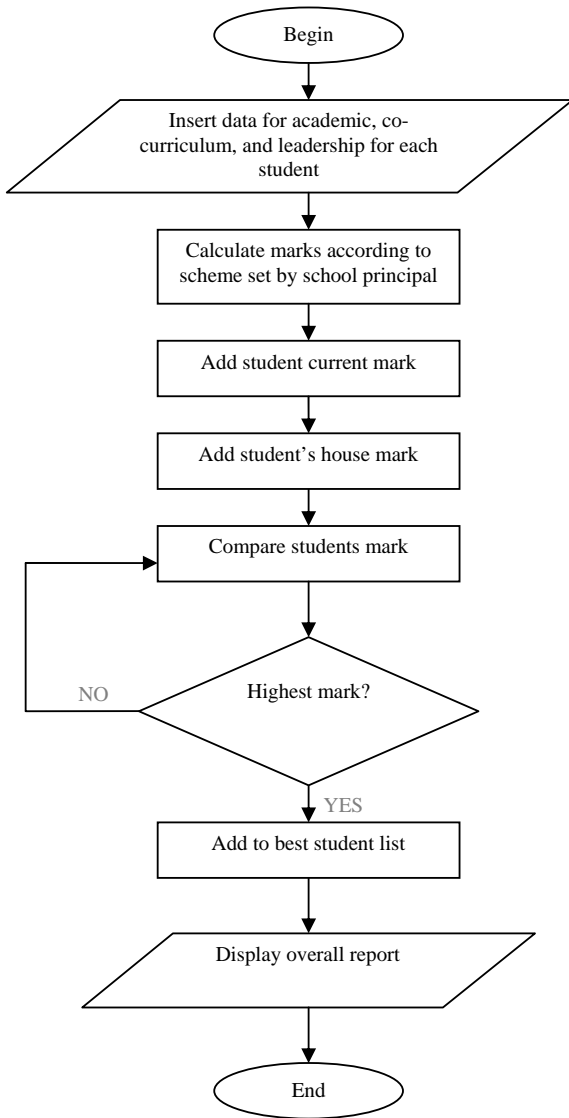 Begin
Insert data for academic, co-
curriculum, and leadership for each
student
Calculate marks according to
scheme set by school principal
Add student current mark
Add student's house mark
Compare students mark
Highest mark?
NO
YES
Add to best student list
Display overall report
End